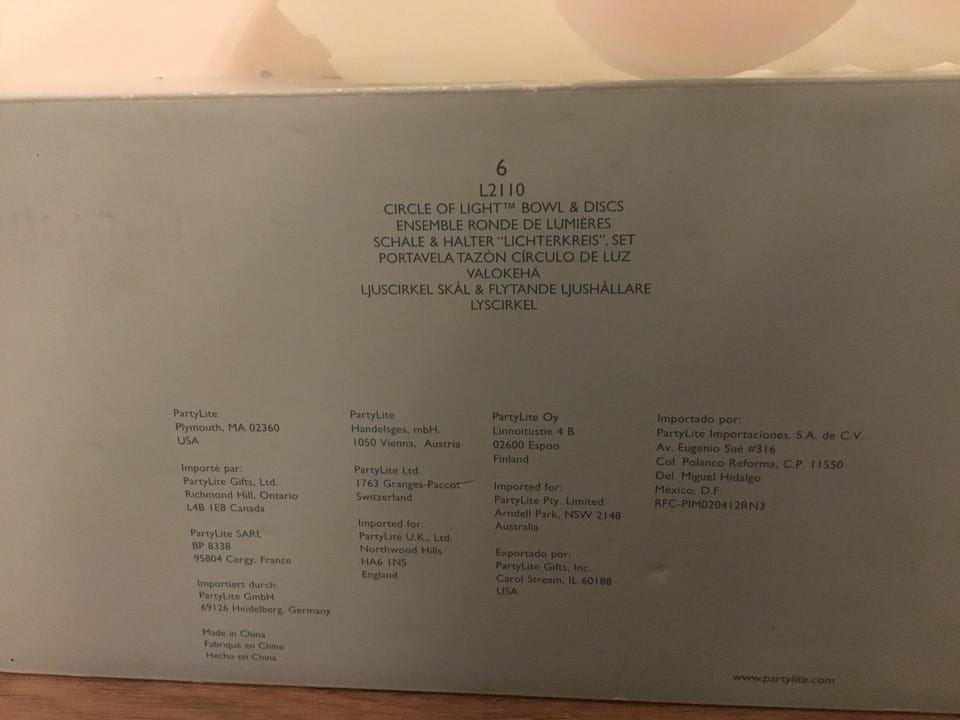 6
L2110
CIRCLE OF LIGHT™ BOWL & DISCS
ENSEMBLE RONDE DE LUMIÈRES
SCHALE & HALTER "LICHTERKREIS", SET
PORTAVELA TAZÓN CÍRCULO DE LUZ
VALOKEHÄ
LJUSCIRKEL SKÅL & FLYTANDE LJUSHÅLLARE
LYSCIRKEL
PartyLite
Plymouth, MA 02360
USA
Importé par:
PartyLite Gifts, Ltd.
Richmond Hill, Ontario
L4B 1E8 Canada
PartyLite SARL
BP 8338
95804 Cergy, France
Importiert durch:
PartyLite GmbH
69126 Heidelberg, Germany
Made in China
Fabriqué en Chine
Hecho en China
PartyLite
Handelsges, mbH.
1050 Vienna, Austria
PartyLite Ltd.
1763 Granges-Paccot
Switzerland
Imported for:
PartyLite U.K., Ltd.
Northwood Hills
HA6 1NS
England
PartyLite Oy
Linnoitustie 4 B
02600 Espoo
Finland
Imported for:
PartyLite Pty. Limited
Arndell Park, NSW 2148
Australia
Exportado por:
PartyLite Gifts, Inc.
Carol Stream, IL 60188
USA
Importado por:
PartyLite Importaciones, S.A. de C.V.
Av. Eugenio Sué #316
Col. Polanco Reforma, C.P. 11550
Del. Miguel Hidalgo
México, D.F.
RFC-PIM020412RN3
www.partylite.com